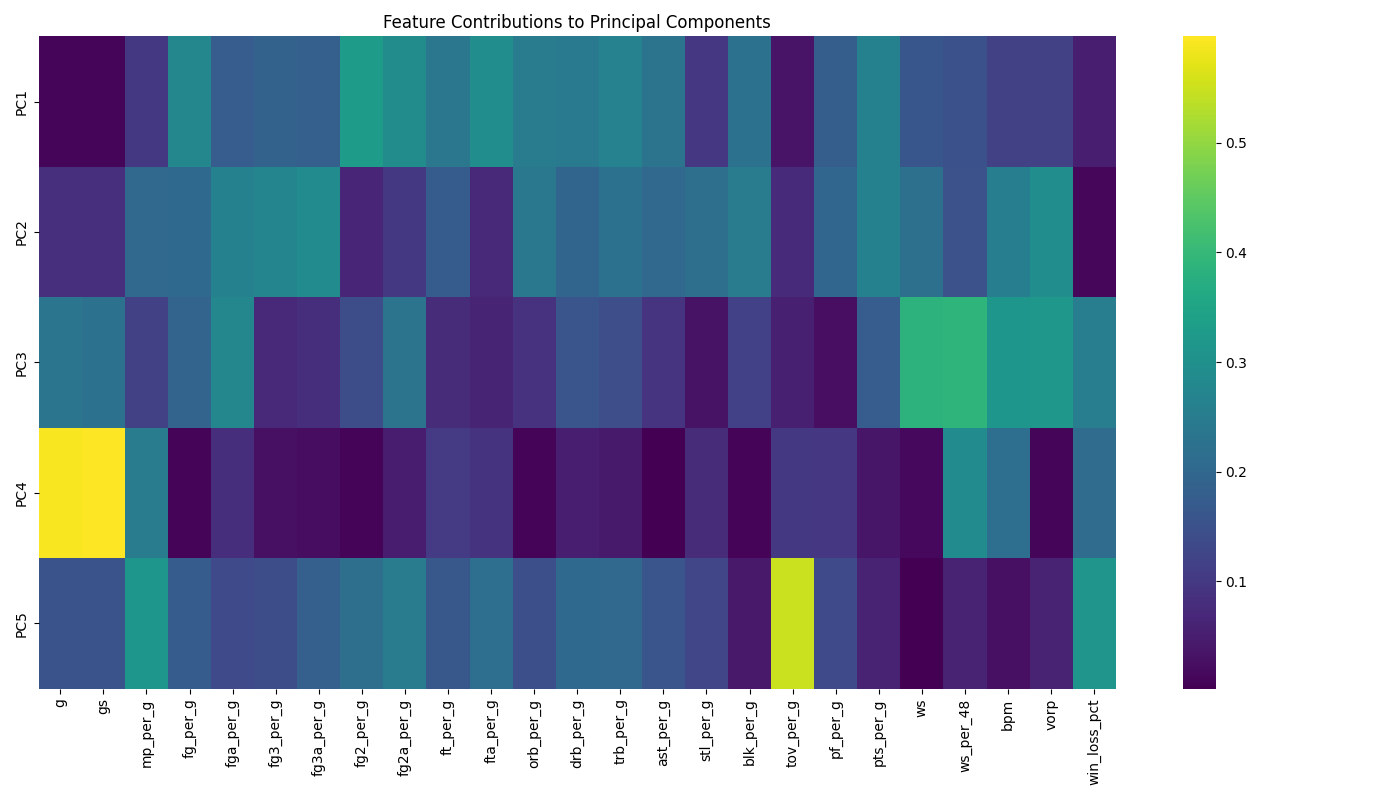 Feature Contributions to Principal Components
PC1
PC2
PC3
PC4
PC5
g
gs
mp_per_g
fg_per_g
fga_per_g
fg3_per_g
fg3a_per_g
fg2_per_g
fg2a_per_g
ft_per_g
fta_per_g
orb_per_g
drb_per_g
trb_per_g
ast_per_g
stl_per_g
blk_per_g
tov_per_g
pf_per_g
pts_per_g
ws
ws_per_48
bpm
vorp
win_loss_pct
0.5
0.4
0.3
0.2
0.1